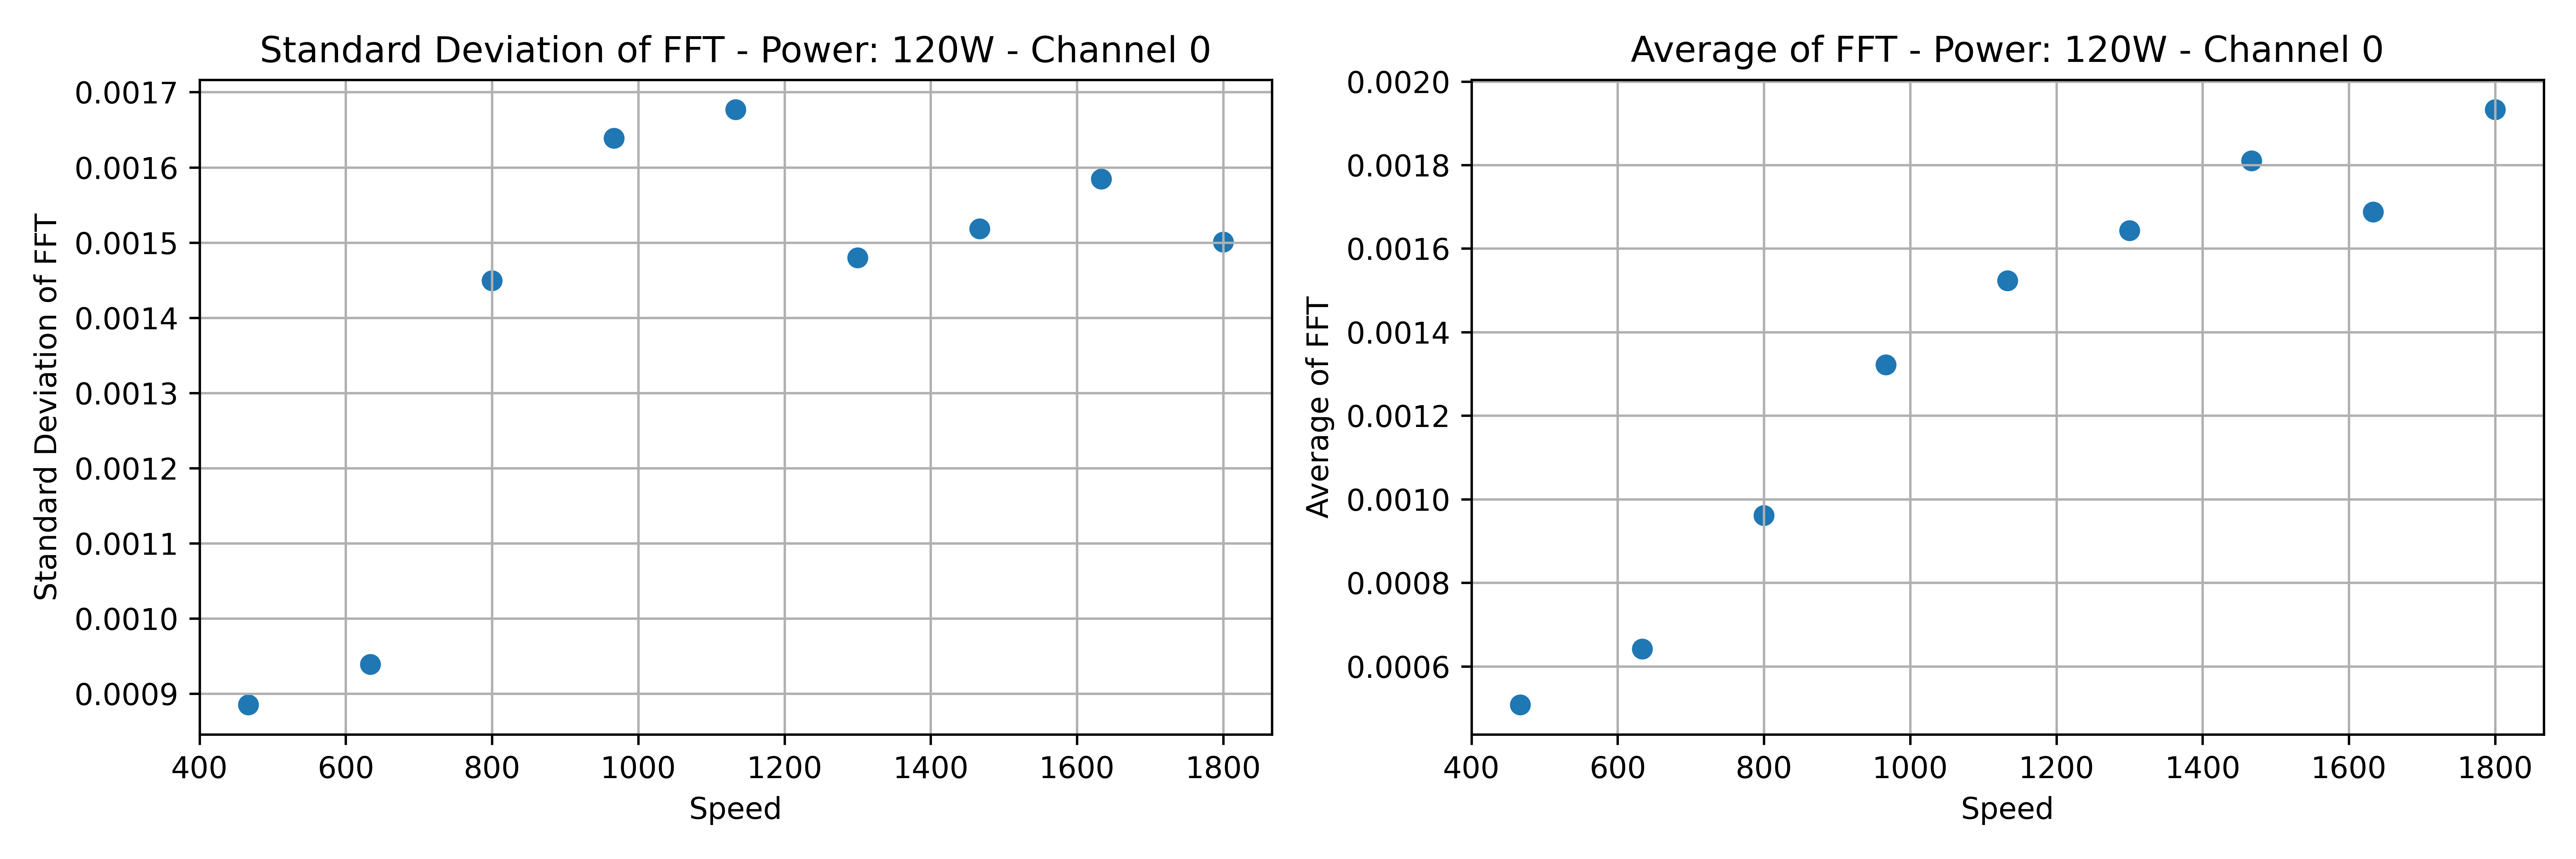 Standard Deviation of FFT - Power: 120W - Channel 0
Standard Deviation of FFT
0.0017
0.0016
0.0015
0.0014
0.0013
0.0012
0.0011
0.0010
0.0009
400 600 800 1000 1200 1400 1600 1800
Speed
Average of FFT - Power: 120W - Channel 0
Average of FFT
0.0020
0.0018
0.0016
0.0014
0.0012
0.0010
0.0008
0.0006
400 600 800 1000 1200 1400 1600 1800
Speed